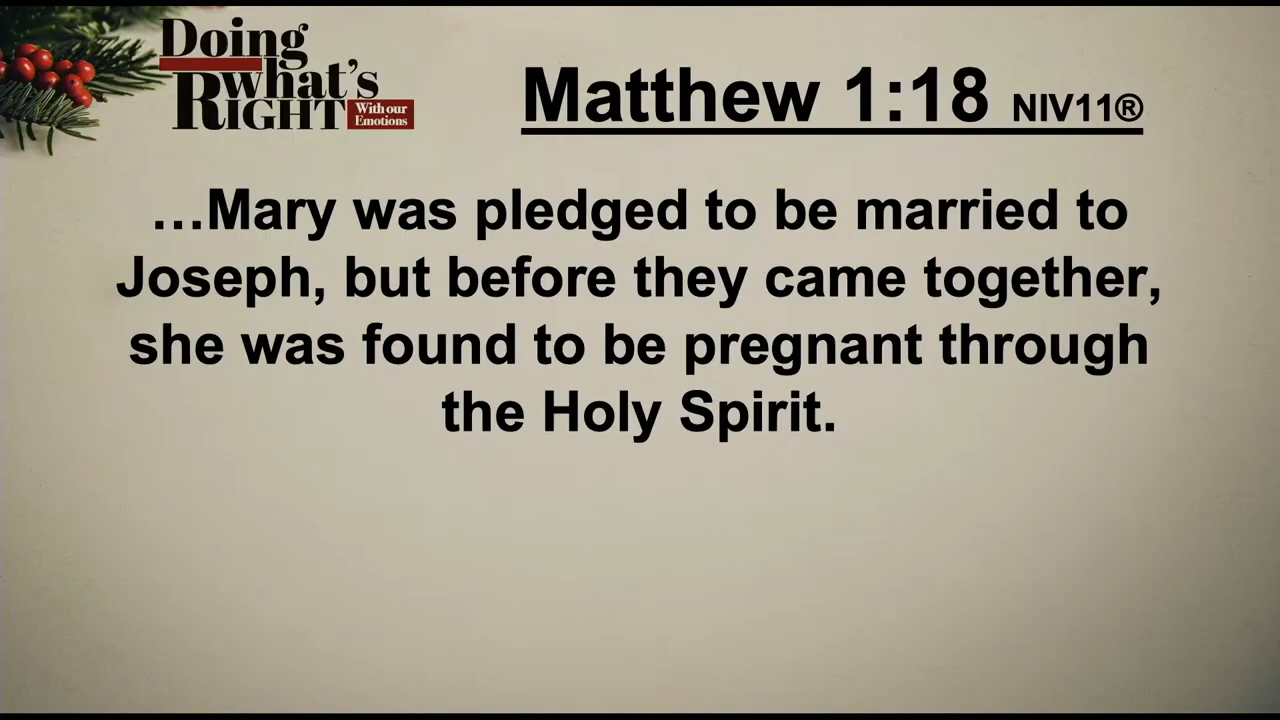 Doing
what's
RIGHT
With our
Emotions
Matthew 1:18 NIV11®
…Mary was pledged to be married to
Joseph, but before they came together,
she was found to be pregnant through
the Holy Spirit.